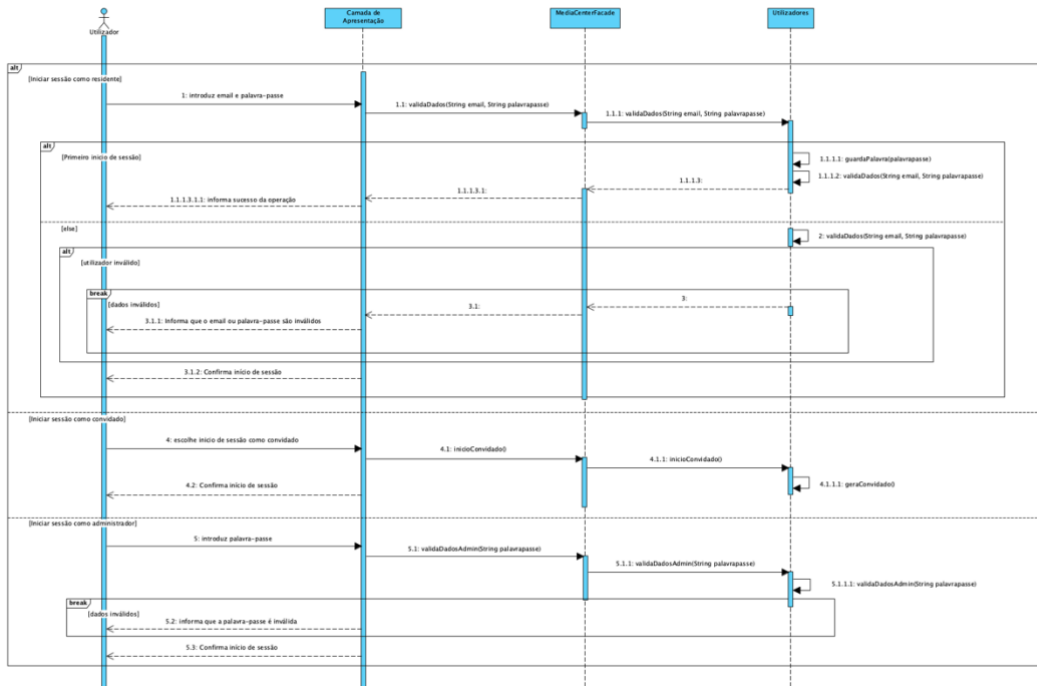 Utilizador
Camada de
Apresentação
MediaCenterFacade
Utilizadores
alt
[Iniciar sessão como residente]
1: introduz email e palavra-passe
1.1: validaDados(String email, String palavrapasse)
1.1.1: validaDados(String email, String palavrapasse)
alt
[Primeiro inicio de sessão]
1.1.1.1: guardaPalavra(palavrapasse)
1.1.1.2: validaDados(String email, String palavrapasse)
1.1.1.3:
1.1.1.3.1:
1.1.1.3.1.1: informa sucesso da operação
[else]
2: validaDados(String email, String palavrapasse)
alt
[utilizador inválido]
break
[dados inválidos]
3:
3.1:
3.1.1: Informa que o email ou palavra-passe são inválidos
3.1.2: Confirma início de sessão
[Iniciar sessão como convidado]
4: escolhe inicio de sessão como convidado
4.1: inicioConvidado()
4.1.1: inicioConvidado()
4.1.1.1: geraConvidado()
4.2: Confirma início de sessão
[Iniciar sessão como administrador]
5: introduz palavra-passe
5.1: validaDadosAdmin(String palavrapasse)
5.1.1: validaDadosAdmin(String palavrapasse)
5.1.1.1: validaDadosAdmin(String palavrapasse)
break
[dados inválidos]
5.2: informa que a palavra-passe é inválida
5.3: Confirma início de sessão